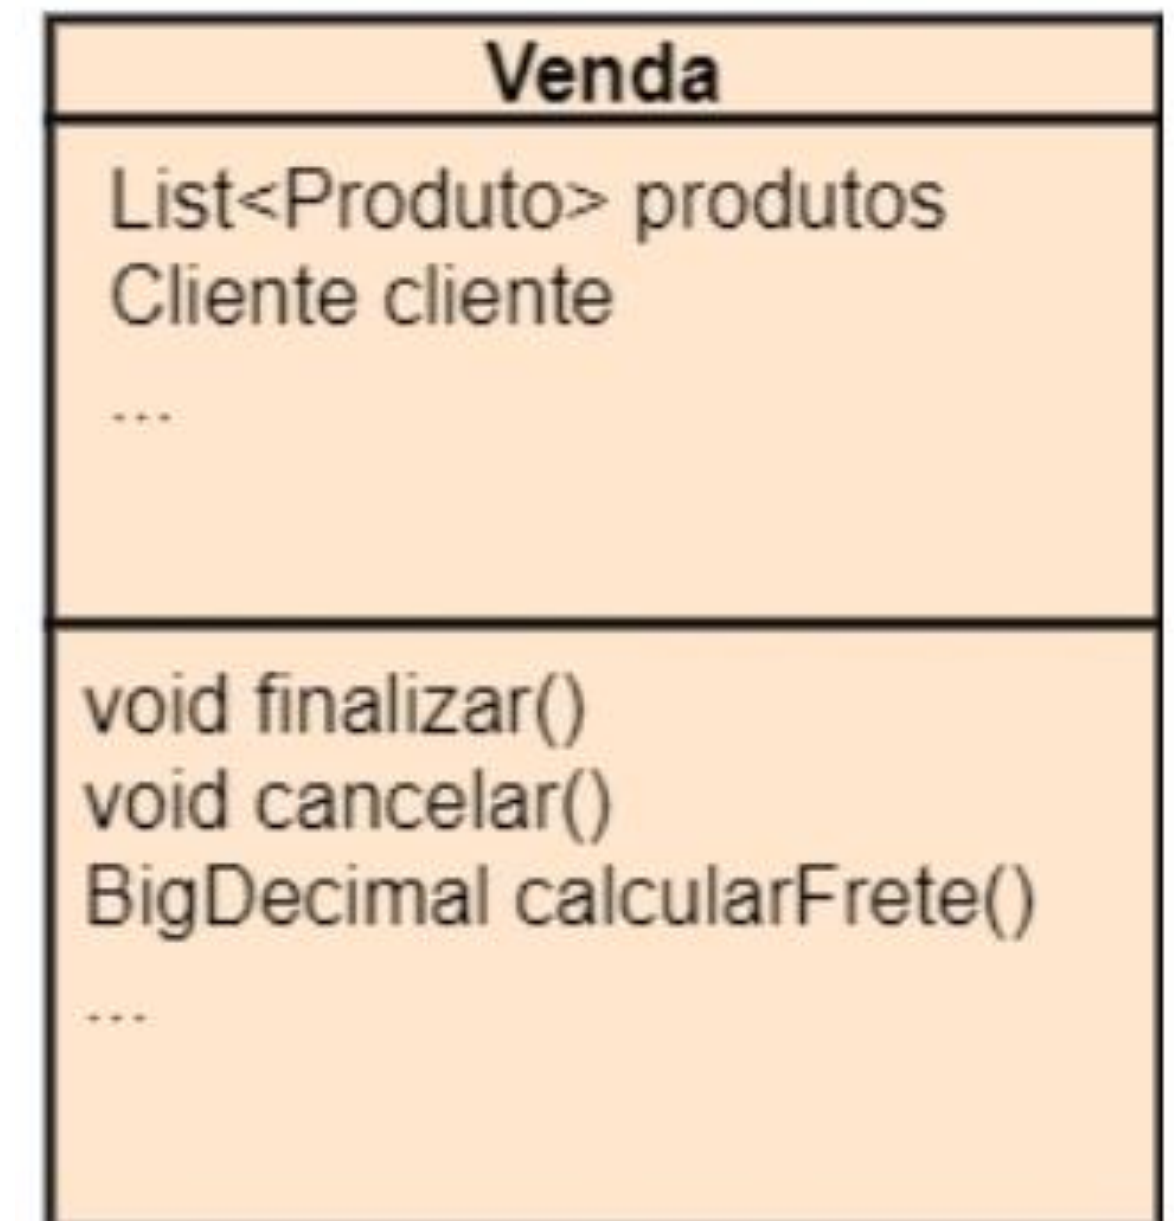 Venda
List<Produto> produtos
Cliente cliente
...
void finalizar()
void cancelar()
BigDecimal calcularFrete()
...